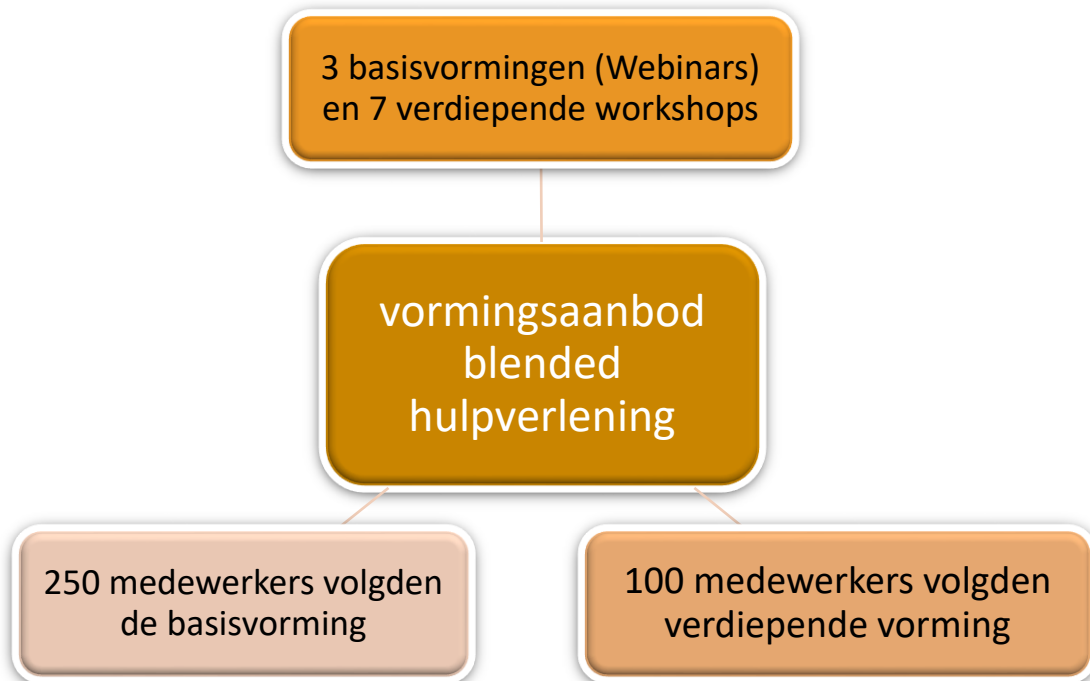 3 basisvormingen (Webinars)
en 7 verdiepende workshops
vormingsaanbod
blended
hulpverlening
250 medewerkers volgden
de basisvorming
100 medewerkers volgden
verdiepende vorming